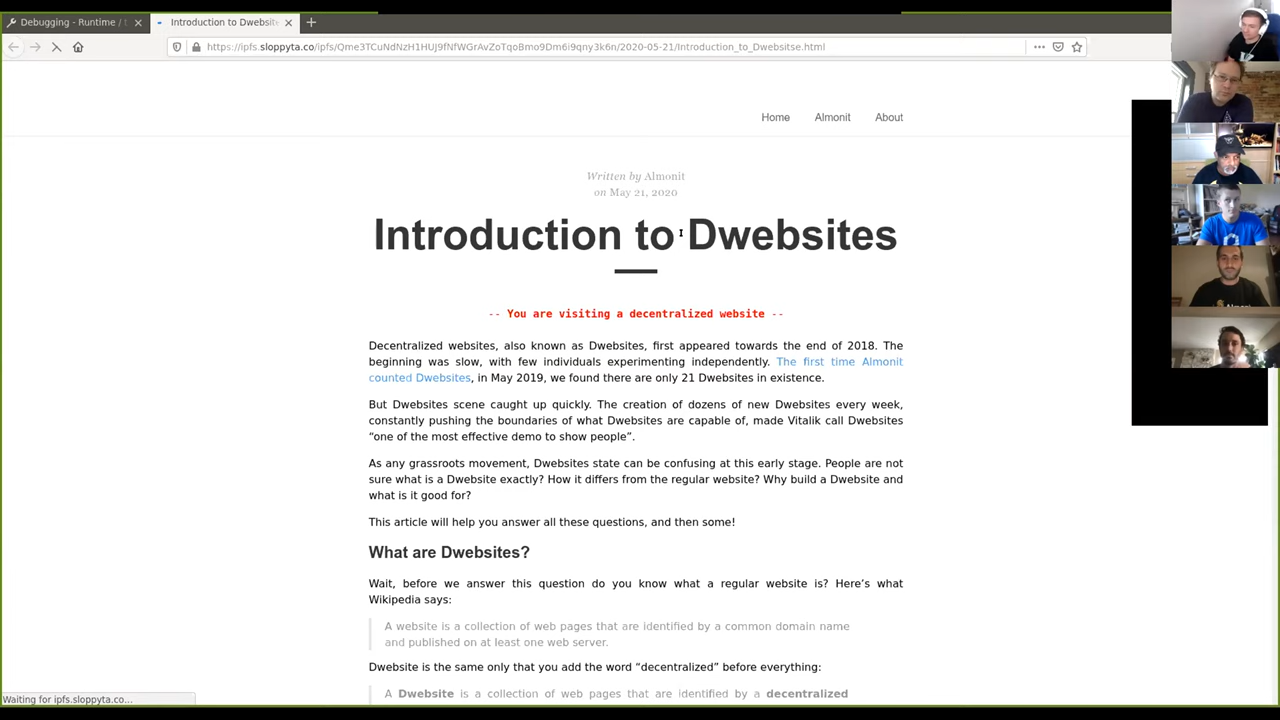 Debugging - Runtime / t
Introduction to Dwebsite
https://ipfs.sloppyta.co/ipfs/Qme3TCuNdNzH1HUJ9fNfWGrAvZoTqoBmo9Dm6i9qny3k6n/2020-05-21/Introduction_to_Dwebsitse.html
Home Almonit About
Written by Almonit
on May 21, 2020
Introduction to Dwebsites
-- You are visiting a decentralized website --
Decentralized websites, also known as Dwebsites, first appeared towards the end of 2018. The
beginning was slow, with few individuals experimenting independently. The first time Almonit
counted Dwebsites, in May 2019, we found there are only 21 Dwebsites in existence.
But Dwebsites scene caught up quickly. The creation of dozens of new Dwebsites every week,
constantly pushing the boundaries of what Dwebsites are capable of, made Vitalik call Dwebsites
“one of the most effective demo to show people”.
As any grassroots movement, Dwebsites state can be confusing at this early stage. People are not
sure what is a Dwebsite exactly? How it differs from the regular website? Why build a Dwebsite and
what is it good for?
This article will help you answer all these questions, and then some!
What are Dwebsites?
Wait, before we answer this question do you know what a regular website is? Here’s what
Wikipedia says:
A website is a collection of web pages that are identified by a common domain name
and published on at least one web server.
Dwebsite is the same only that you add the word “decentralized” before everything:
A Dwebsite is a collection of web pages that are identified by a decentralized
Waiting for ipfs.sloppyta.co...